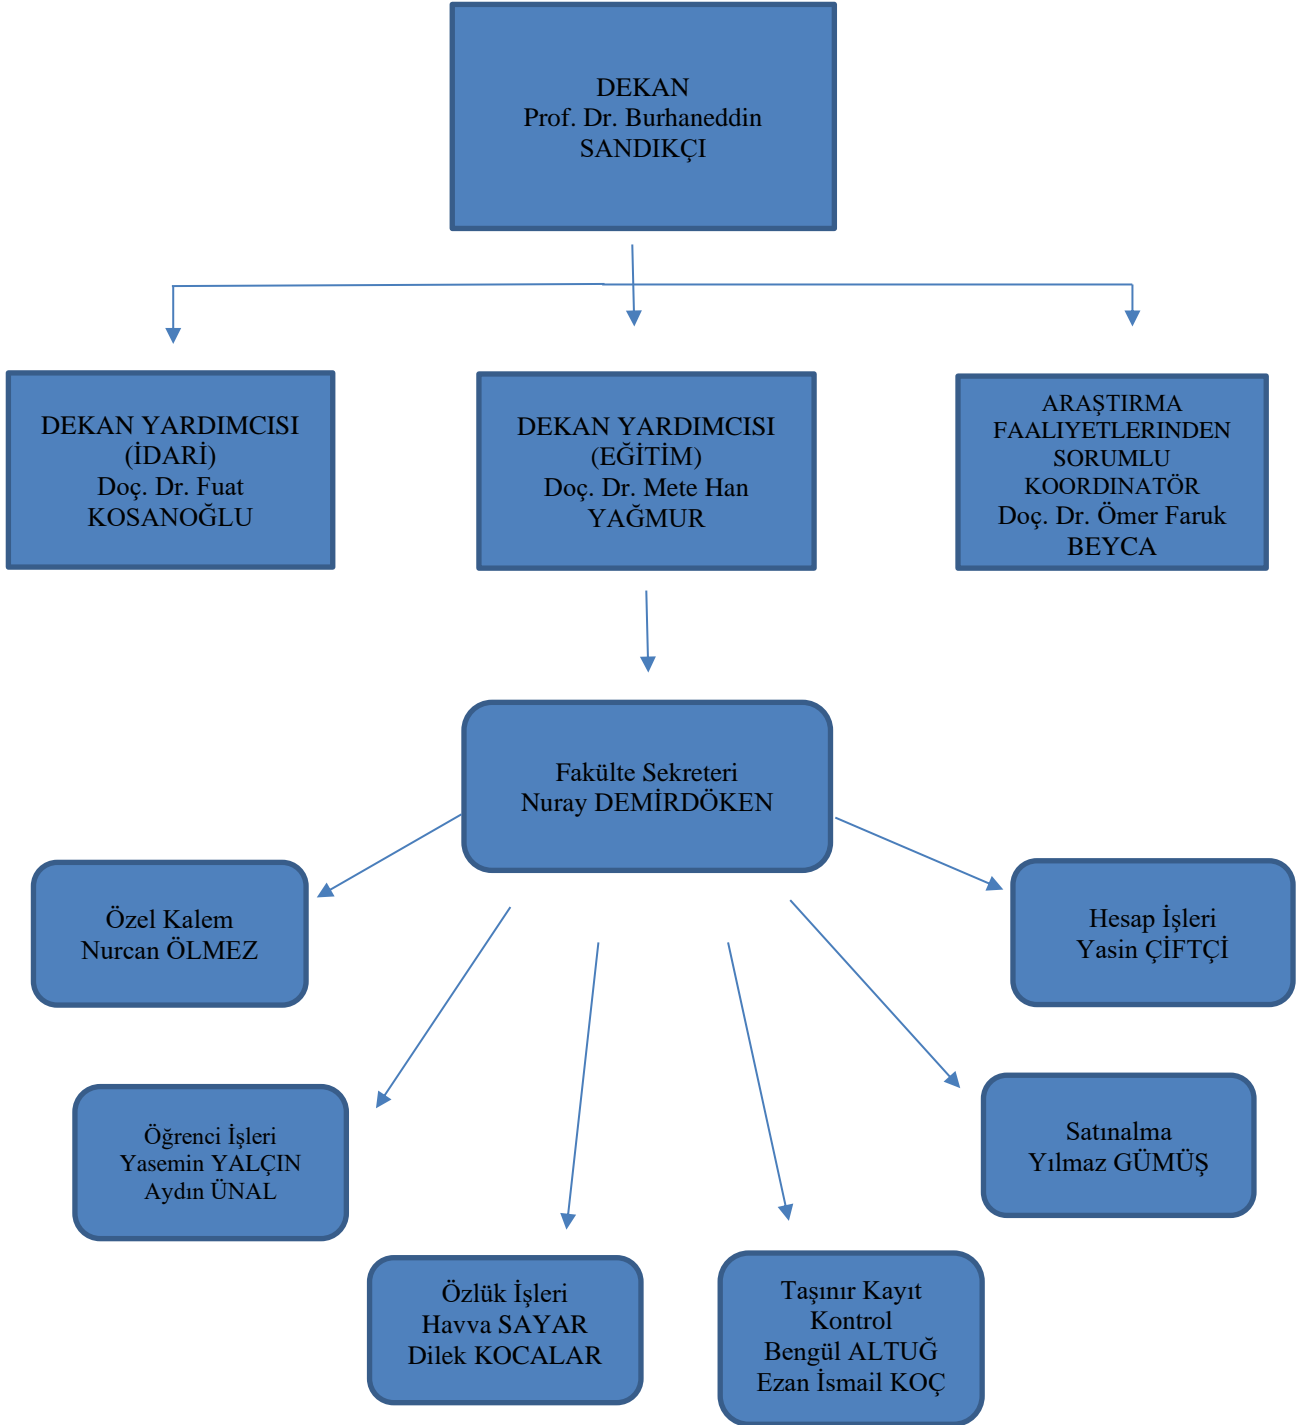 DEKAN
Prof. Dr. Burhaneddin
SANDIKÇI
DEKAN YARDIMCISI
(İDARİ)
Doç. Dr. Fuat
KOSANOĞLU
DEKAN YARDIMCISI
(EĞİTİM)
Doç. Dr. Mete Han
YAĞMUR
ARAŞTIRMA
FAALIYETLERINDEN
SORUMLU
KOORDINATÖR
Doç. Dr. Ömer Faruk
BEYCA
Fakülte Sekreteri
Nuray DEMİRDÖKEN
Özel Kalem
Nurcan ÖLMEZ
Hesap İşleri
Yasin ÇİFTÇİ
Öğrenci İşleri
Yasemin YALÇIN
Aydın ÜNAL
Satınalma
Yılmaz GÜMÜŞ
Özlük İşleri
Havva SAYAR
Dilek KOCALAR
Taşınır Kayıt
Kontrol
Bengül ALTUĞ
Ezan İsmail KOÇ